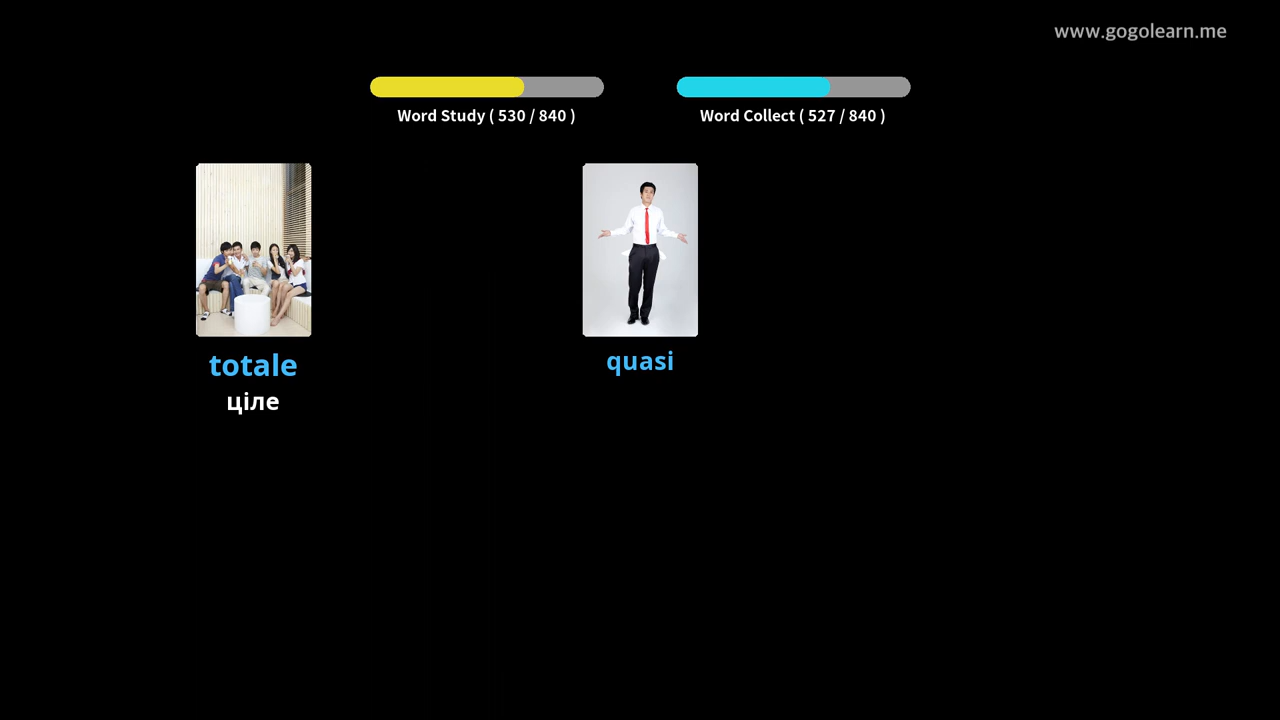 www.gogolearn.me
Word Study ( 530 / 840 )
Word Collect ( 527 / 840 )
totale
ціле
quasi